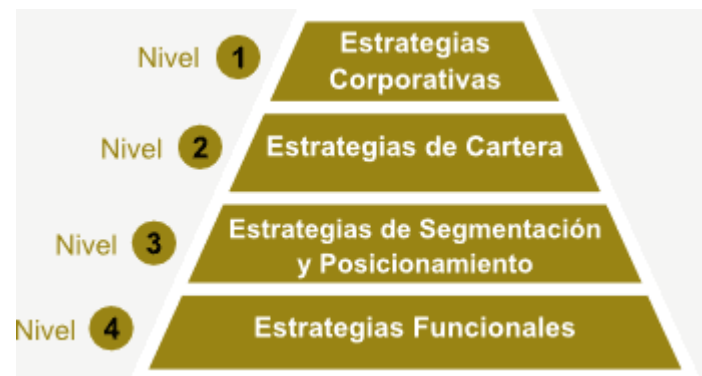 Nivel 1 Estrategias
Corporativas
Nivel 2 Estrategias de Cartera
Nivel 3 Estrategias de Segmentación
y Posicionamiento
Nivel 4 Estrategias Funcionales